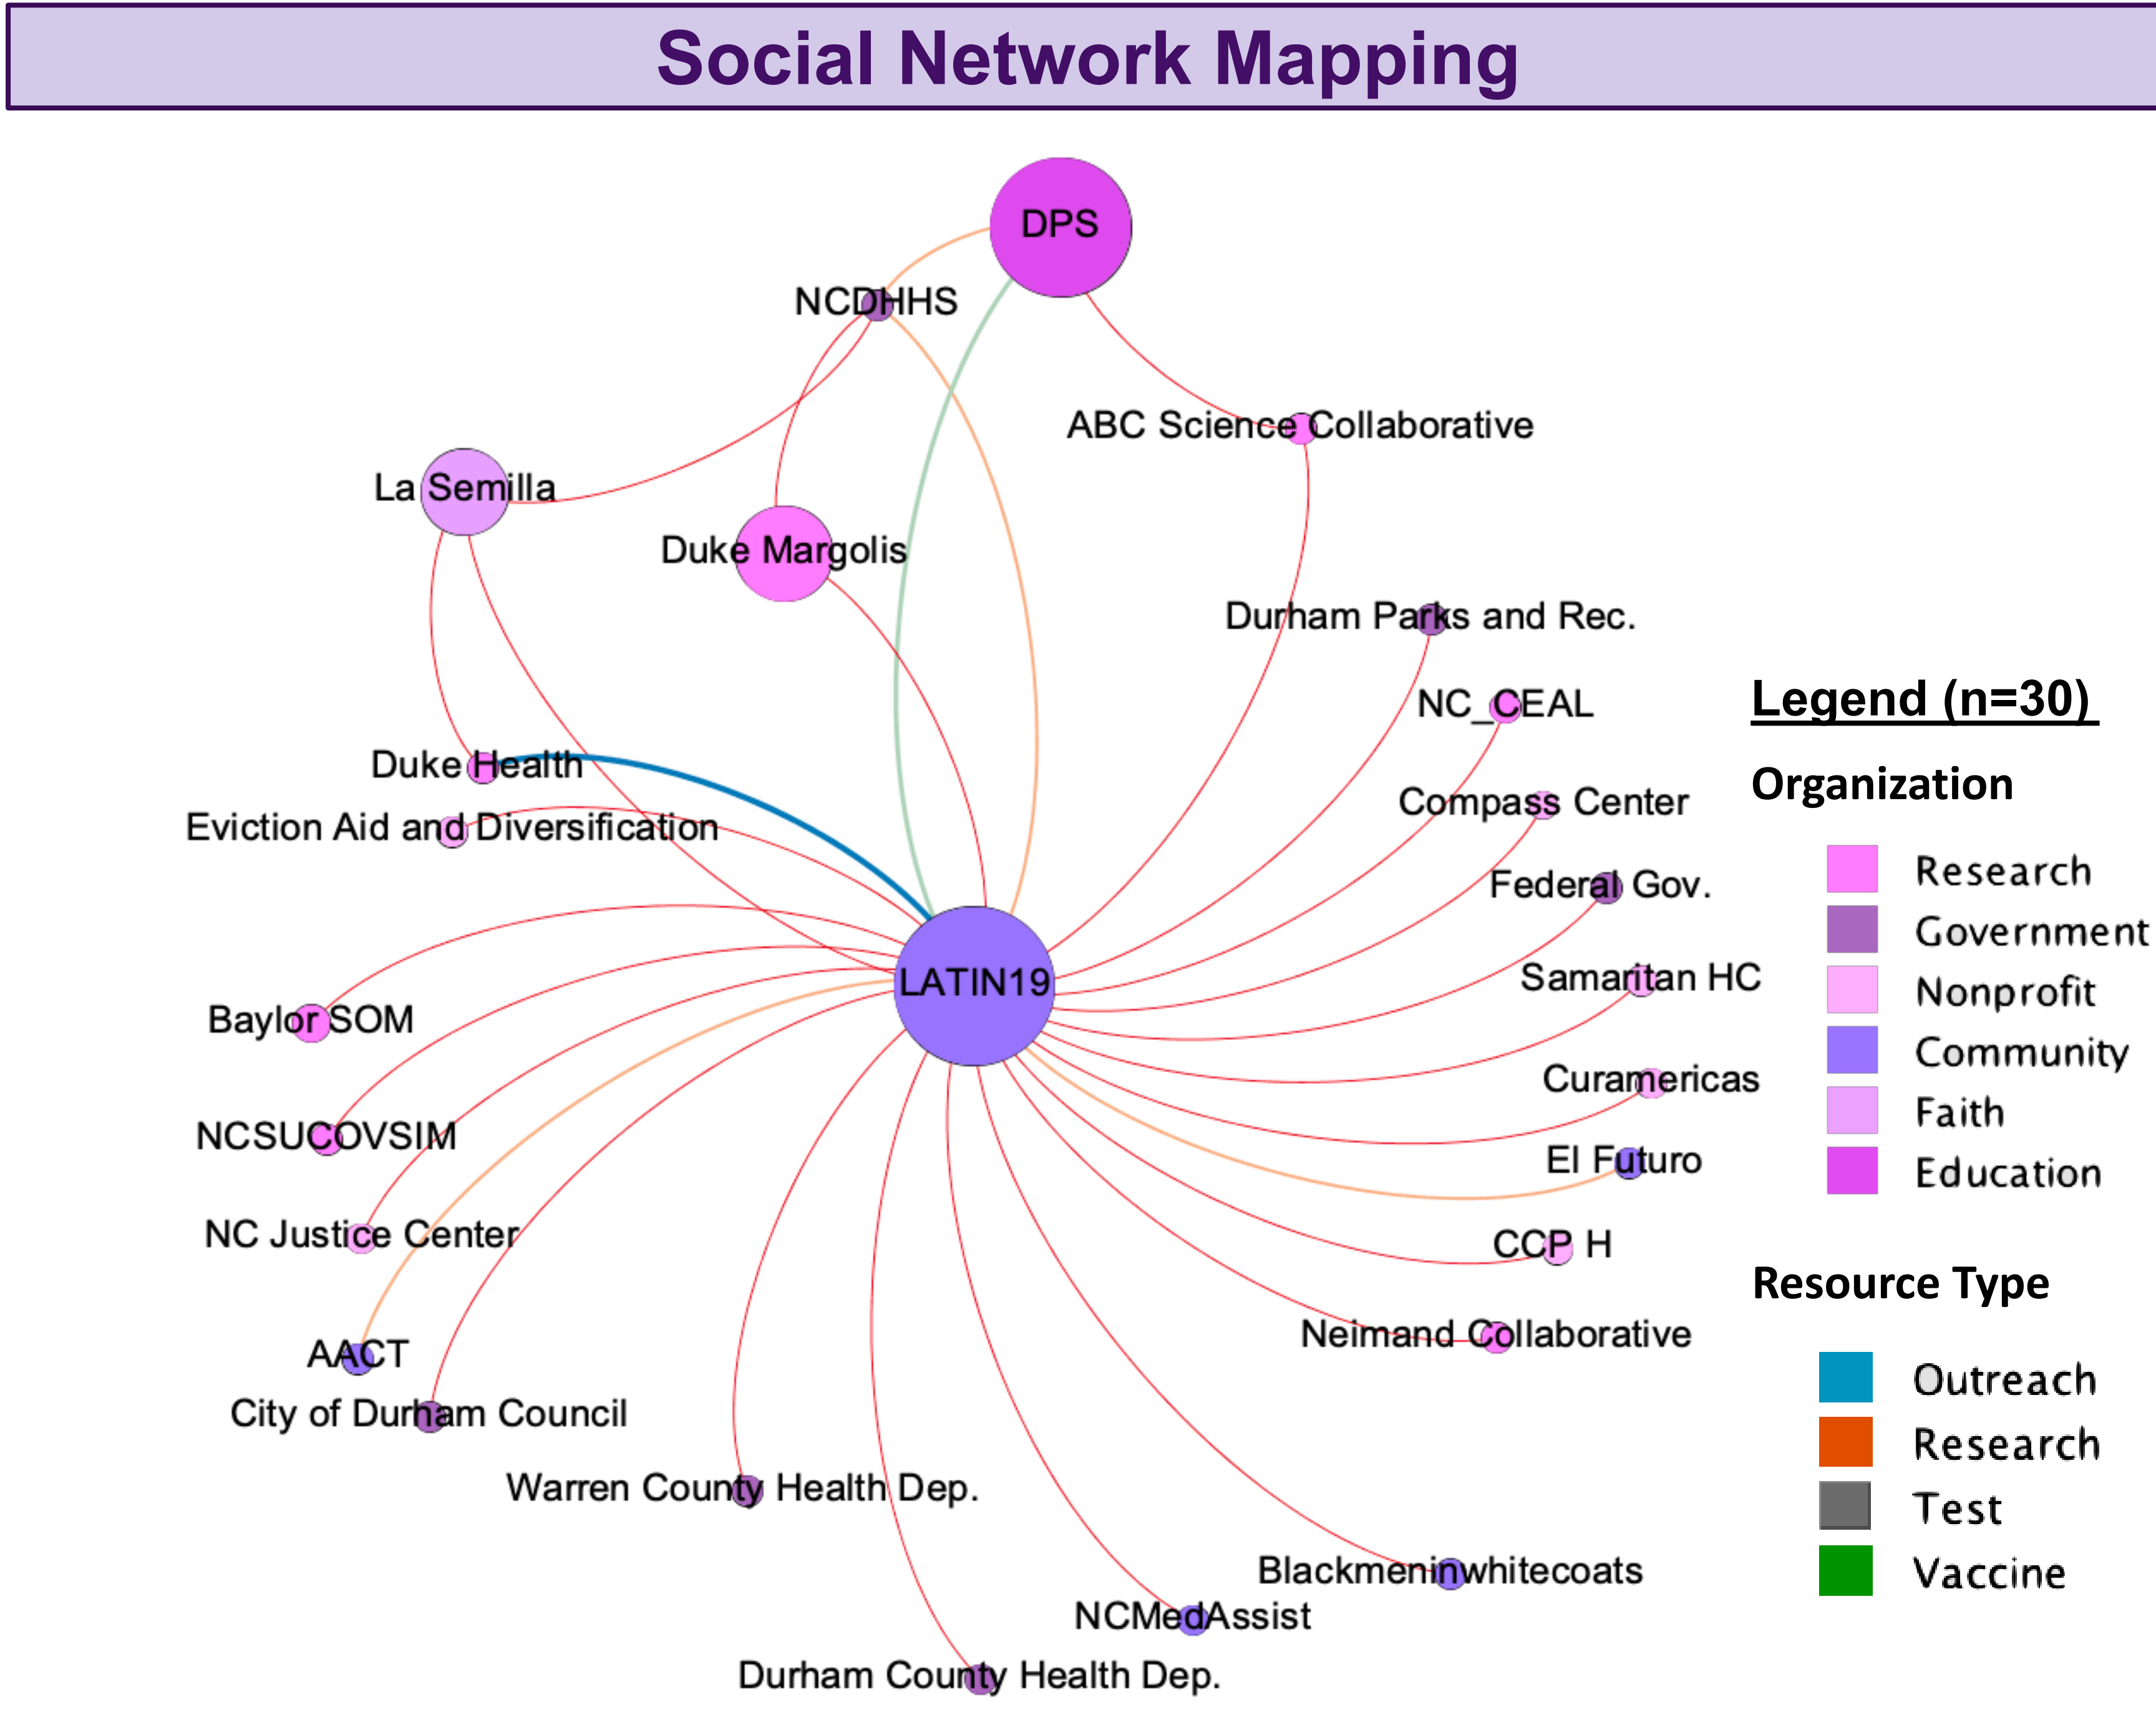 Social Network Mapping
DPS
NCDHHS
ABC Science Collaborative
La Semilla
Duke Margolis
Durham Parks and Rec.
NC_CEAL
Duke Health
Compass Center
Eviction Aid and Diversification
Federal Gov.
LATIN19
Samaritan HC
Baylor SOM
Curamericas
NCSUCOVSIM
El Futuro
NC Justice Center
CCP H
Neimand Collaborative
AACT
City of Durham Council
Warren County Health Dep.
Blackmeninwhitecoats
NCMedAssist
Durham County Health Dep.
Legend (n=30)
Organization
Research
Government
Nonprofit
Community
Faith
Education
Resource Type
Outreach
Research
Test
Vaccine